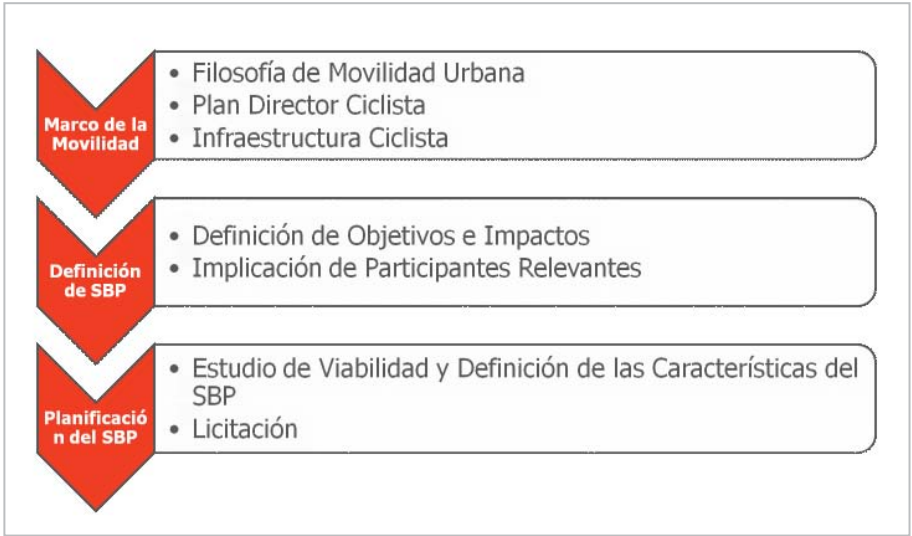 Marco de la
Movilidad
• Filosofía de Movilidad Urbana
• Plan Director Ciclista
• Infraestructura Ciclista
Definición
de SBP
• Definición de Objetivos e Impactos
• Implicación de Participantes Relevantes
Planificació
n del SBP
• Estudio de Viabilidad y Definición de las Características del
SBP
• Licitación